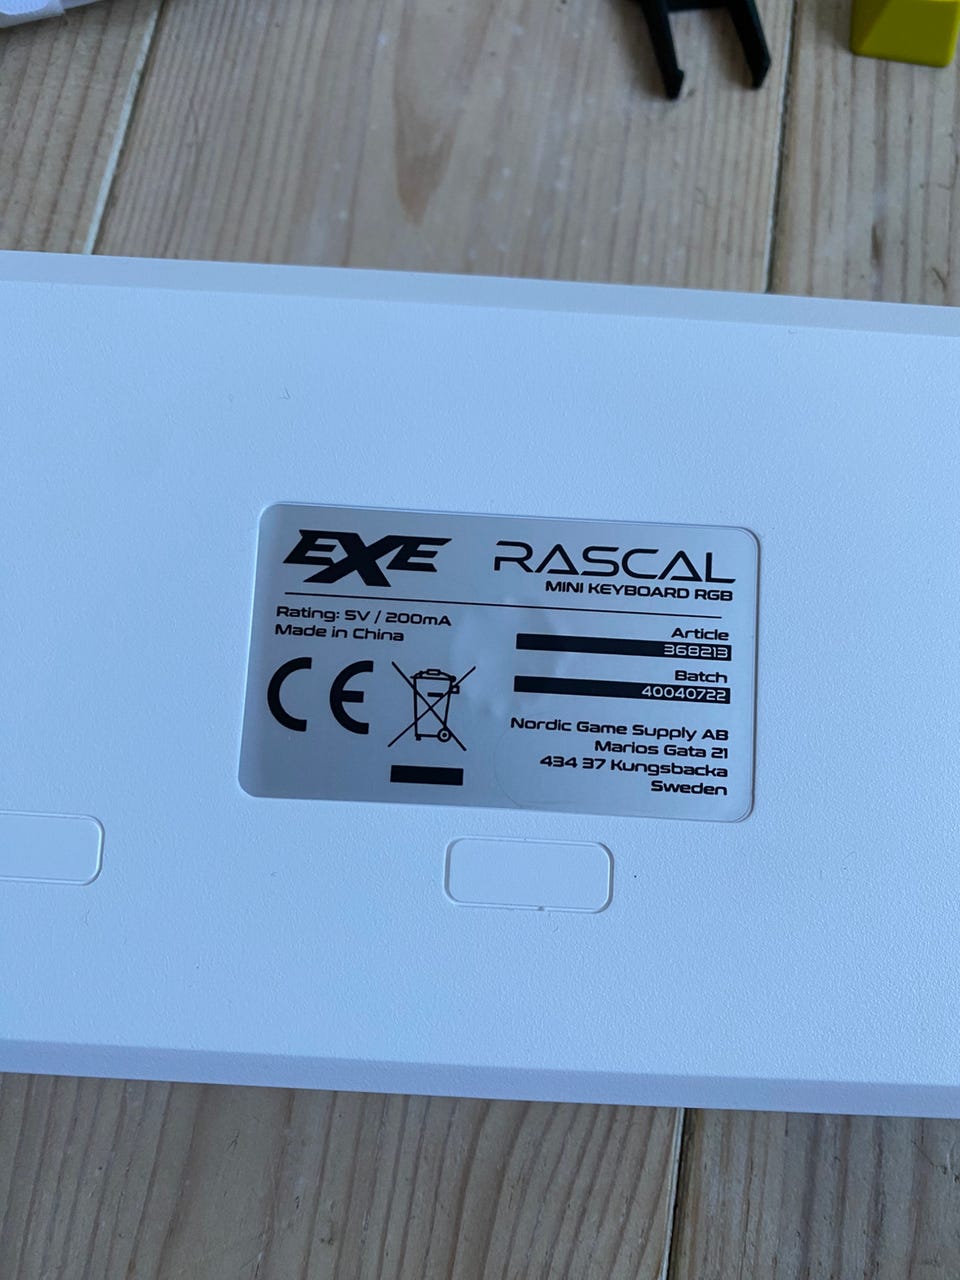 EXE
RASCAL
MINI KEYBOARD RGB
Rating: 5V / 200mA
Made in China
CE
Article
368213
Batch
40040722
Nordic Game Supply AB
Marios Gata 21
434 37 Kungsbacka
Sweden